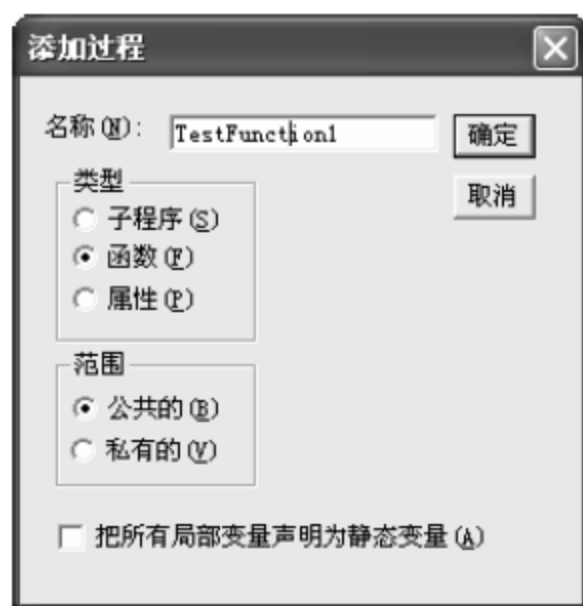 添加过程
名称(N): TestFunction1 确定
取消
类型
子程序(S)
函数(F)
属性(P)
范围
公共的(B)
私有的(V)
把所有局部变量声明为静态变量(A)